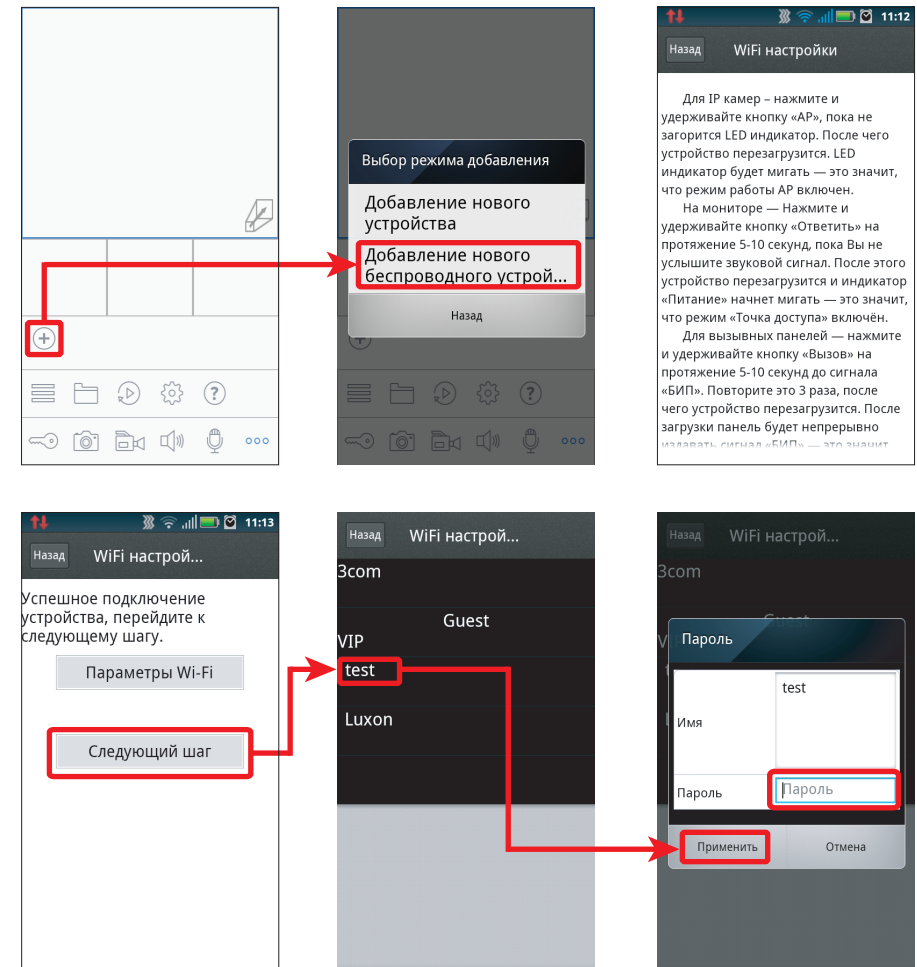 Выбор режима добавления
Добавление нового
устройства
Добавление нового
беспроводного устрой...
Назад
11:12
Назад
WiFi настройки
Для IP камер – нажмите и
удерживайте кнопку «AP», пока не
загорится LED индикатор. После чего
устройство перезагрузится. LED
индикатор будет мигать — это значит,
что режим работы AP включен.
На мониторе — Нажмите и
удерживайте кнопку «Ответить» на
протяжение 5-10 секунд, пока Вы не
услышите звуковой сигнал. После этого
устройство перезагрузится и индикатор
«Питание» начнет мигать — это значит,
что режим «Точка доступа» включён.
Для вызывных панелей — нажмите
и удерживайте кнопку «Вызов» на
протяжение 5-10 секунд до сигнала
«БИП». Повторите это 3 раза, после
чего устройство перезагрузится. После
загрузки панель будет непрерывно
издавать сигнал «БИП» — это значит
11:13
Назад
WiFi настрой...
Успешное подключение
устройства, перейдите к
следующему шагу.
Параметры Wi-Fi
Следующий шаг
Назад
WiFi настрой...
3com
Guest
VIP
test
Luxon
Назад
WiFi настрой...
3com
Guest
Пароль
test
Имя
Пароль
Пароль
Применить
Отмена